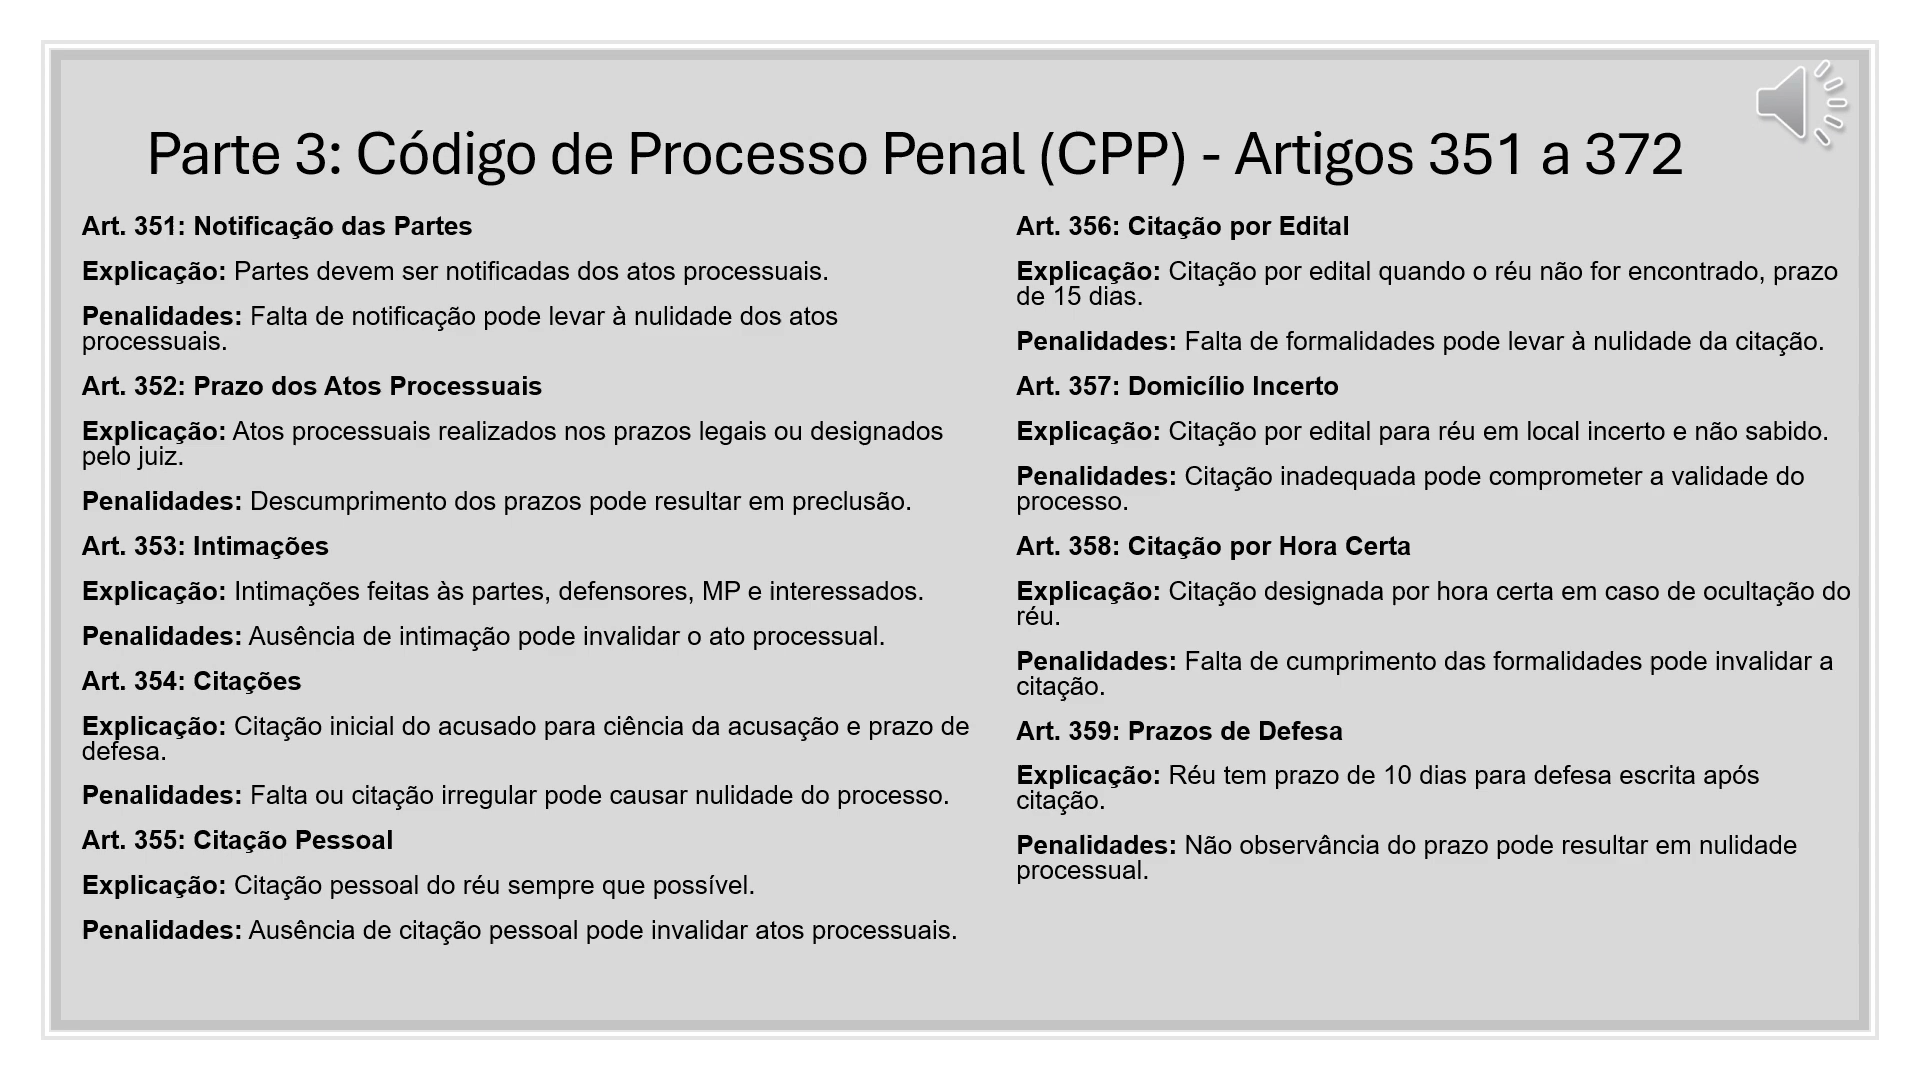 Parte 3: Código de Processo Penal (CPP) - Artigos 351 a 372
Art. 351: Notificação das Partes
Explicação: Partes devem ser notificadas dos atos processuais.
Penalidades: Falta de notificação pode levar à nulidade dos atos
processuais.
Art. 352: Prazo dos Atos Processuais
Explicação: Atos processuais realizados nos prazos legais ou designados
pelo juiz.
Penalidades: Descumprimento dos prazos pode resultar em preclusão.
Art. 353: Intimações
Explicação: Intimações feitas às partes, defensores, MP e interessados.
Penalidades: Ausência de intimação pode invalidar o ato processual.
Art. 354: Citações
Explicação: Citação inicial do acusado para ciência da acusação e prazo de
defesa.
Penalidades: Falta ou citação irregular pode causar nulidade do processo.
Art. 355: Citação Pessoal
Explicação: Citação pessoal do réu sempre que possível.
Penalidades: Ausência de citação pessoal pode invalidar atos processuais.
Art. 356: Citação por Edital
Explicação: Citação por edital quando o réu não for encontrado, prazo
de 15 dias.
Penalidades: Falta de formalidades pode levar à nulidade da citação.
Art. 357: Domicílio Incerto
Explicação: Citação por edital para réu em local incerto e não sabido.
Penalidades: Citação inadequada pode comprometer a validade do
processo.
Art. 358: Citação por Hora Certa
Explicação: Citação designada por hora certa em caso de ocultação do
réu.
Penalidades: Falta de cumprimento das formalidades pode invalidar a
citação.
Art. 359: Prazos de Defesa
Explicação: Réu tem prazo de 10 dias para defesa escrita após
citação.
Penalidades: Não observância do prazo pode resultar em nulidade
processual.